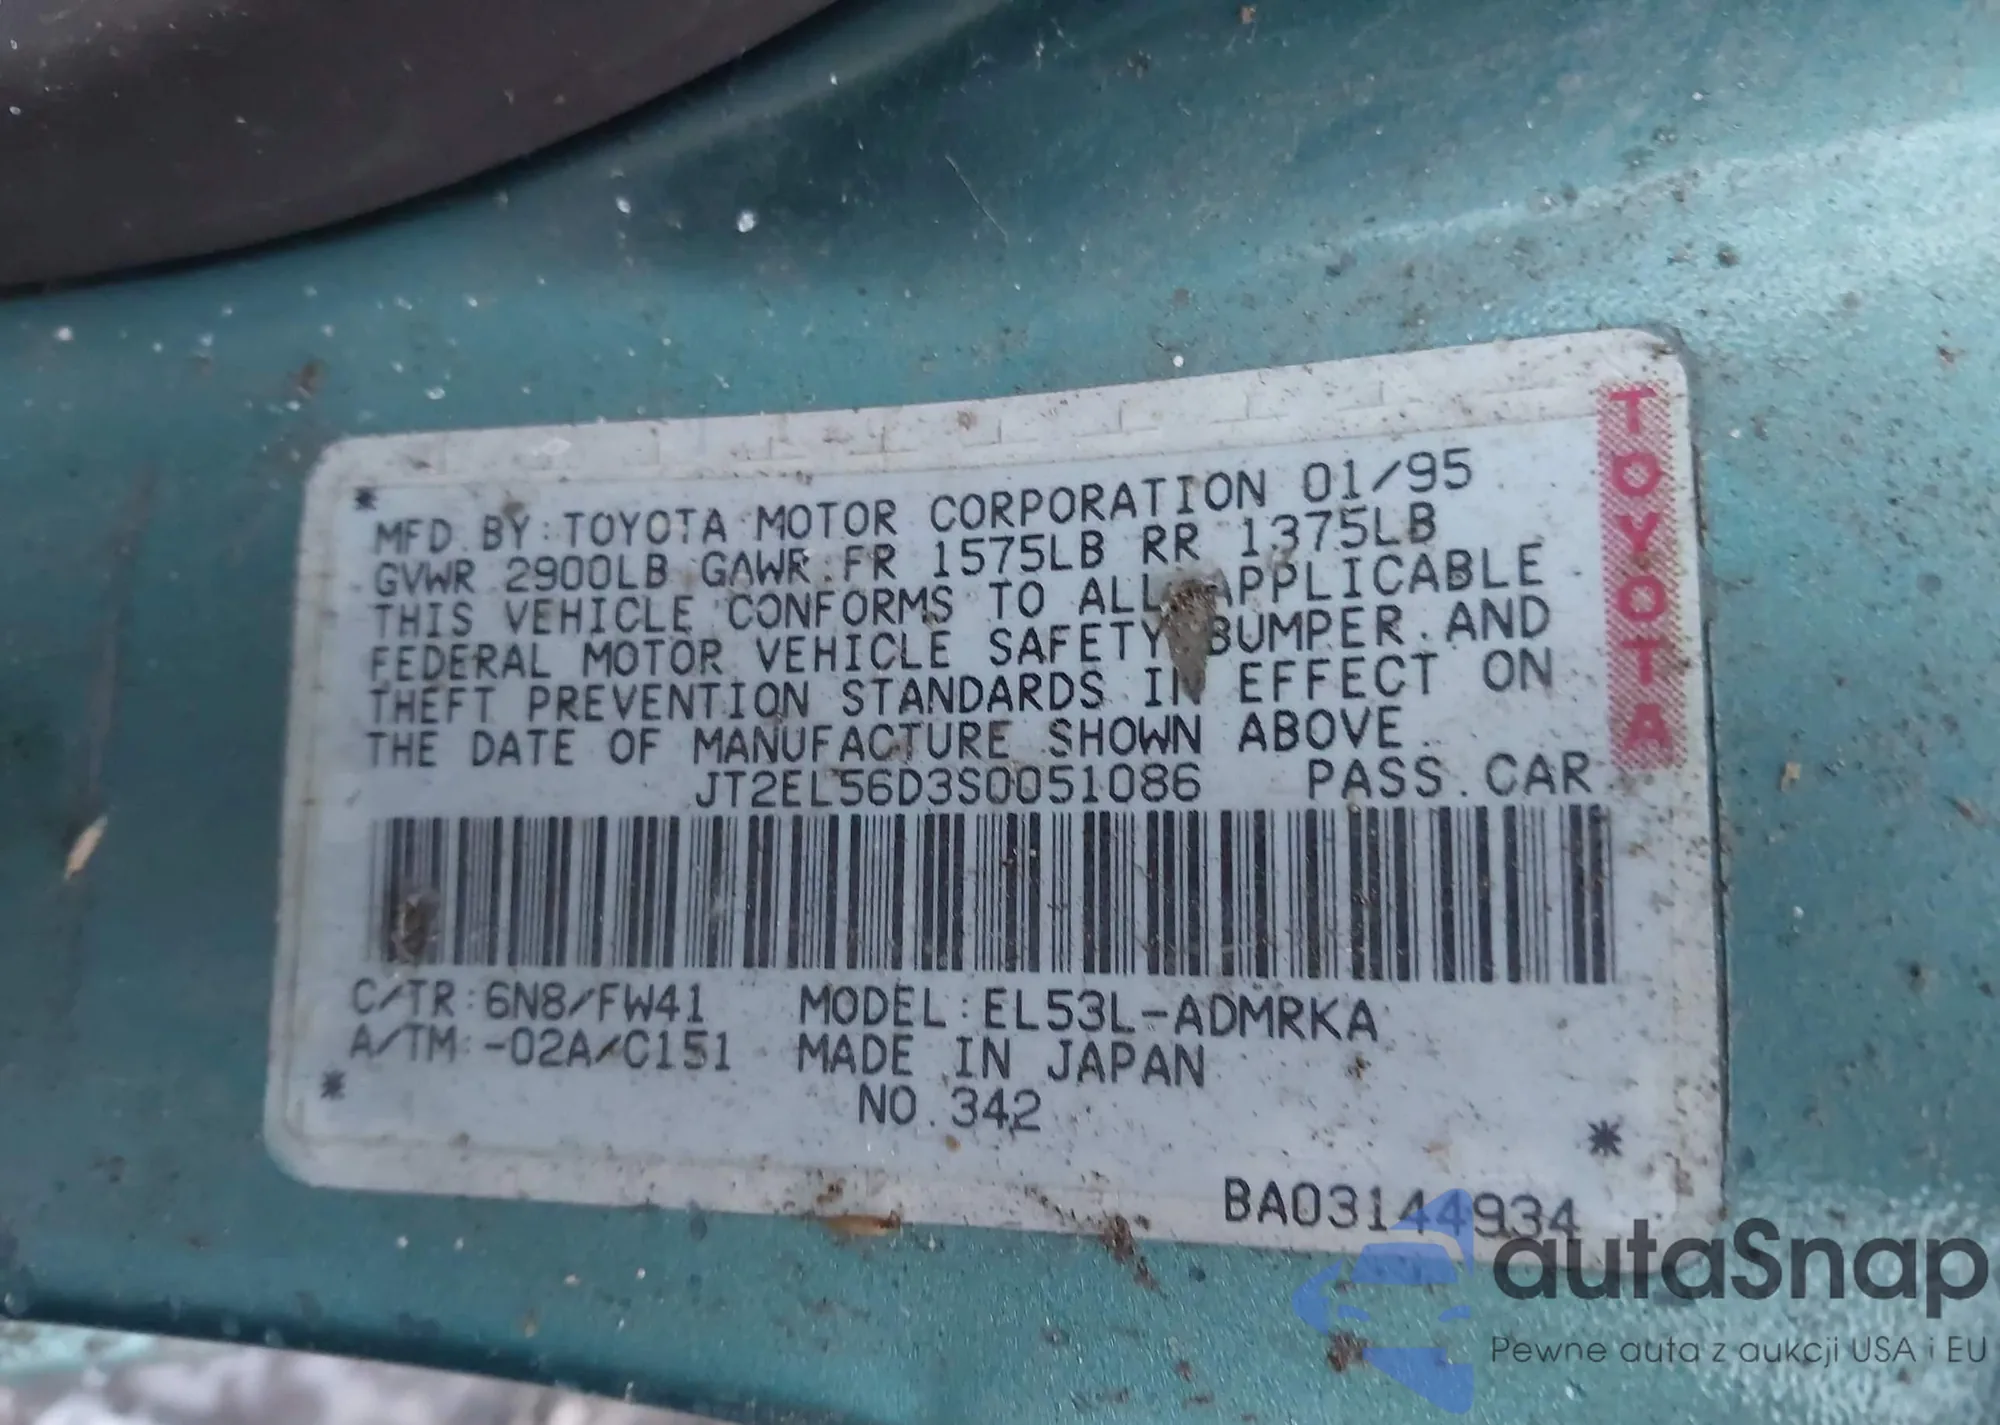 MFD. BY: TOYOTA MOTOR CORPORATION 01/95
GVWR 2900LB GAWR FR 1575LB RR 1375LB
THIS VEHICLE CONFORMS TO ALL APPLICABLE
FEDERAL MOTOR VEHICLE SAFETY BUMPER AND
THEFT PREVENTION STANDARDS IN EFFECT ON
THE DATE OF MANUFACTURE SHOWN ABOVE.
JT2EL56D3S0051086 PASS. CAR
C/TR: 6N8/FW41 MODEL: EL53L-ADMRKA
A/TM: -02A/C151 MADE IN JAPAN
NO. 342
BA03144934
TOYOTA
autaSnap
Pewne auta z aukcji USA i EU